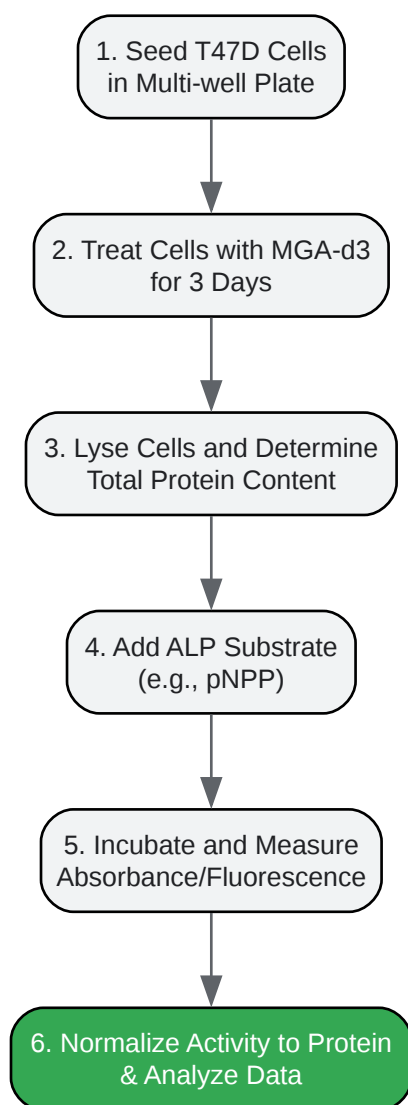 1. Seed T47D Cells
in Multi-well Plate
2. Treat Cells with MGA-d3
for 3 Days
3. Lyse Cells and Determine
Total Protein Content
4. Add ALP Substrate
(e.g., pNPP)
5. Incubate and Measure
Absorbance/Fluorescence
6. Normalize Activity to Protein
& Analyze Data